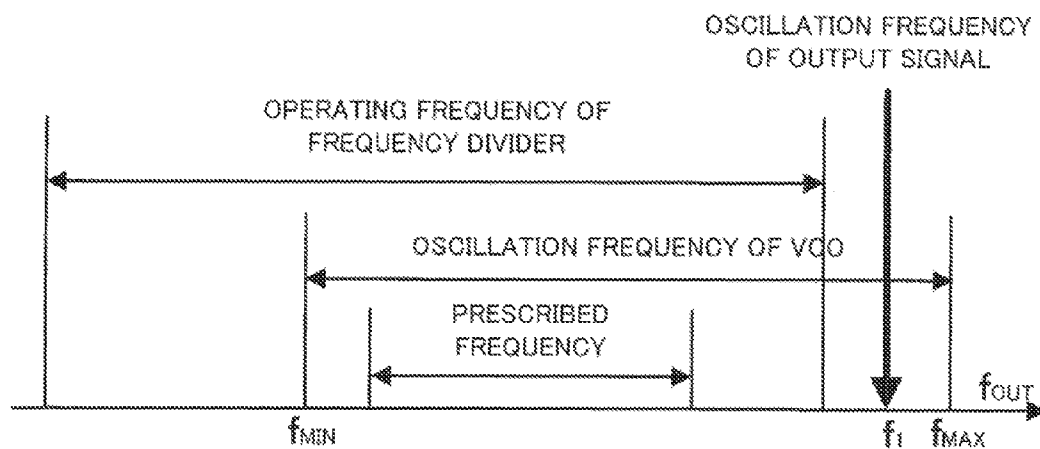 OSCILLATION FREQUENCY
OF OUTPUT SIGNAL
OPERATING FREQUENCY OF
FREQUENCY DIVIDER
OSCILLATION FREQUENCY OF VCO
PRESCRIBED
FREQUENCY
fOUT
fMIN
f1
fMAX